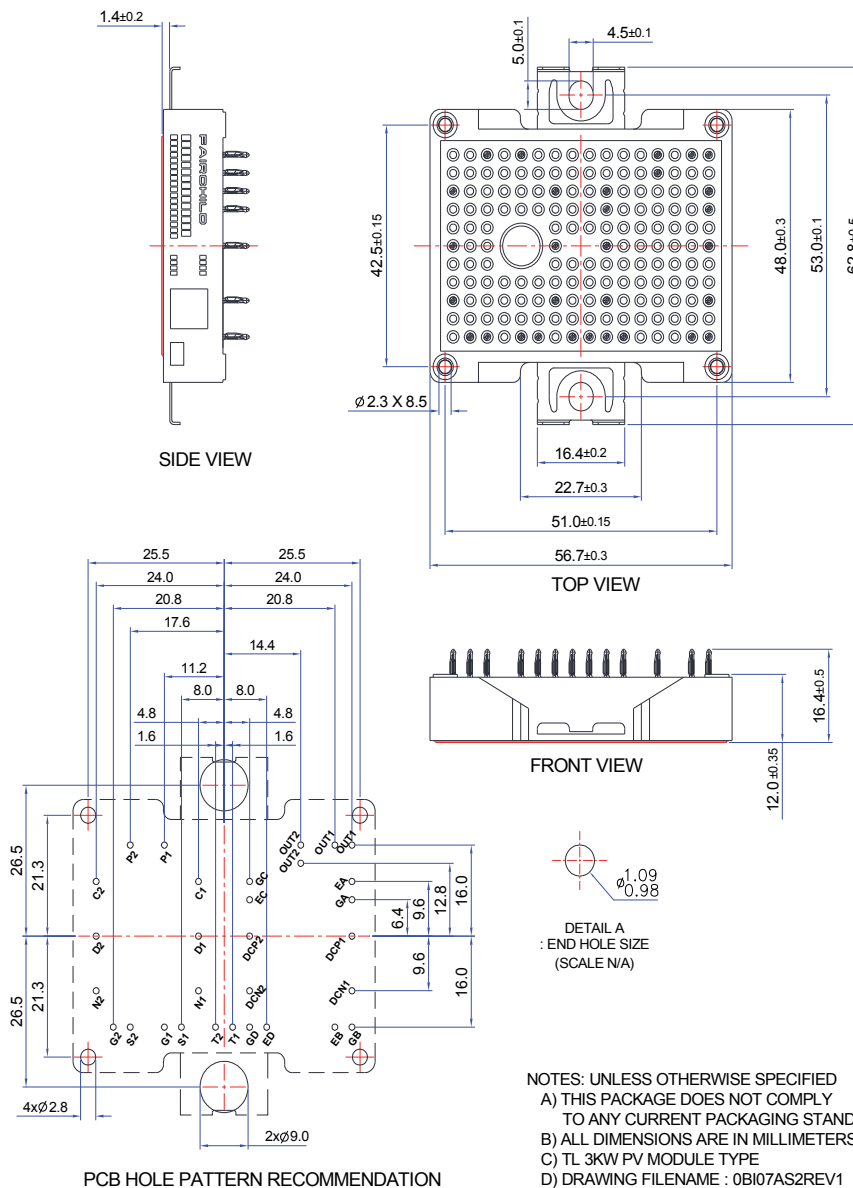 1.4±0.2
5.0±0.1
4.5±0.1
FAIRCHILD
42.5±0.15
48.0±0.3
53.0±0.1
Ø2.3 X 8.5
SIDE VIEW
16.4±0.2
22.7±0.3
51.0±0.15
56.7±0.3
TOP VIEW
25.5 25.5
24.0 24.0
20.8 20.8
17.6
14.4
11.2
8.0 8.0
4.8 4.8
1.6 1.6
16.4±0.5
12.0±0.35
FRONT VIEW
26.5
21.3
P2 P1 OUT2 OUT1 OUT1
OUT2
C2 C1 GC EA
EC GA
D2 D1 DCP2 DCP1
N2 N1 DCN2 DCN1
G2 S2 G1 S1 T2 T1 GD ED EB GB
6.4
9.6
12.8
16.0
9.6
16.0
21.3
26.5
Ø1.09
0.98
DETAIL A
: END HOLE SIZE
(SCALE N/A)
4xØ2.8
2xØ9.0
PCB HOLE PATTERN RECOMMENDATION
NOTES: UNLESS OTHERWISE SPECIFIED
A) THIS PACKAGE DOES NOT COMPLY
TO ANY CURRENT PACKAGING STAND
B) ALL DIMENSIONS ARE IN MILLIMETERS
C) TL 3KW PV MODULE TYPE
D) DRAWING FILENAME : 0BI07AS2REV1